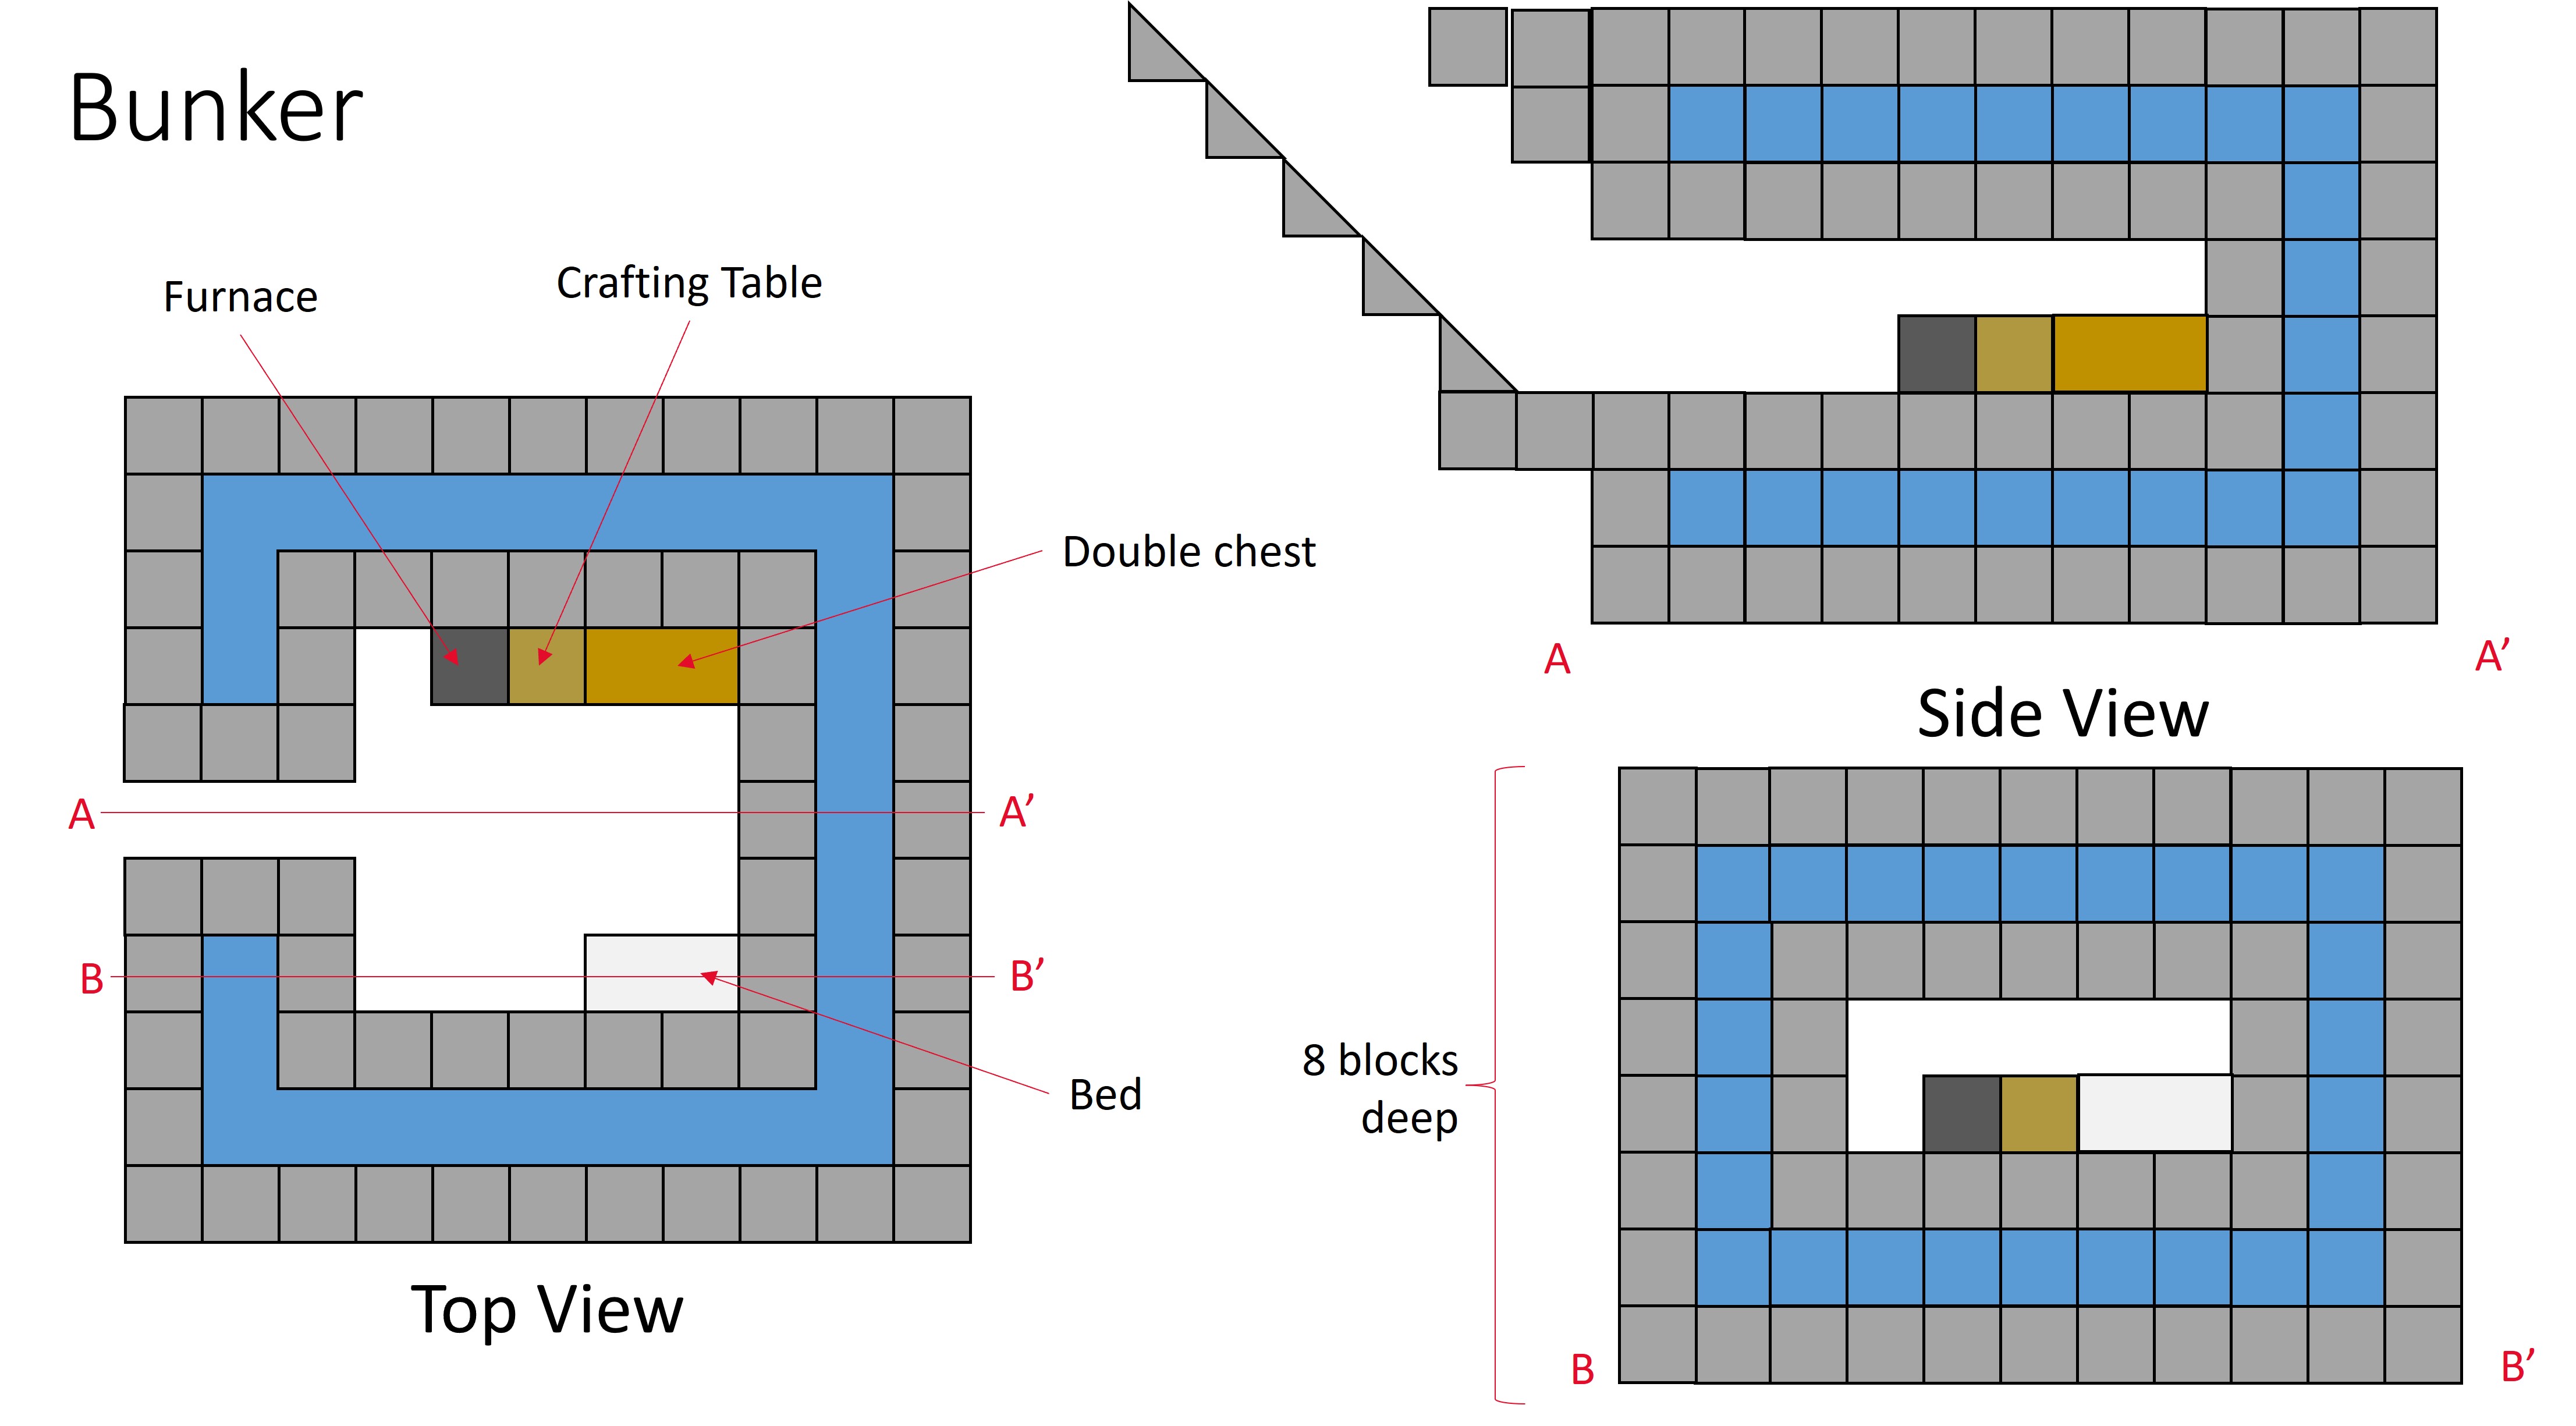 Bunker
Furnace
Crafting Table
Double chest
A
A’
B
B’
Bed
Top View
A
A’
Side View
8 blocks
deep
B
B’